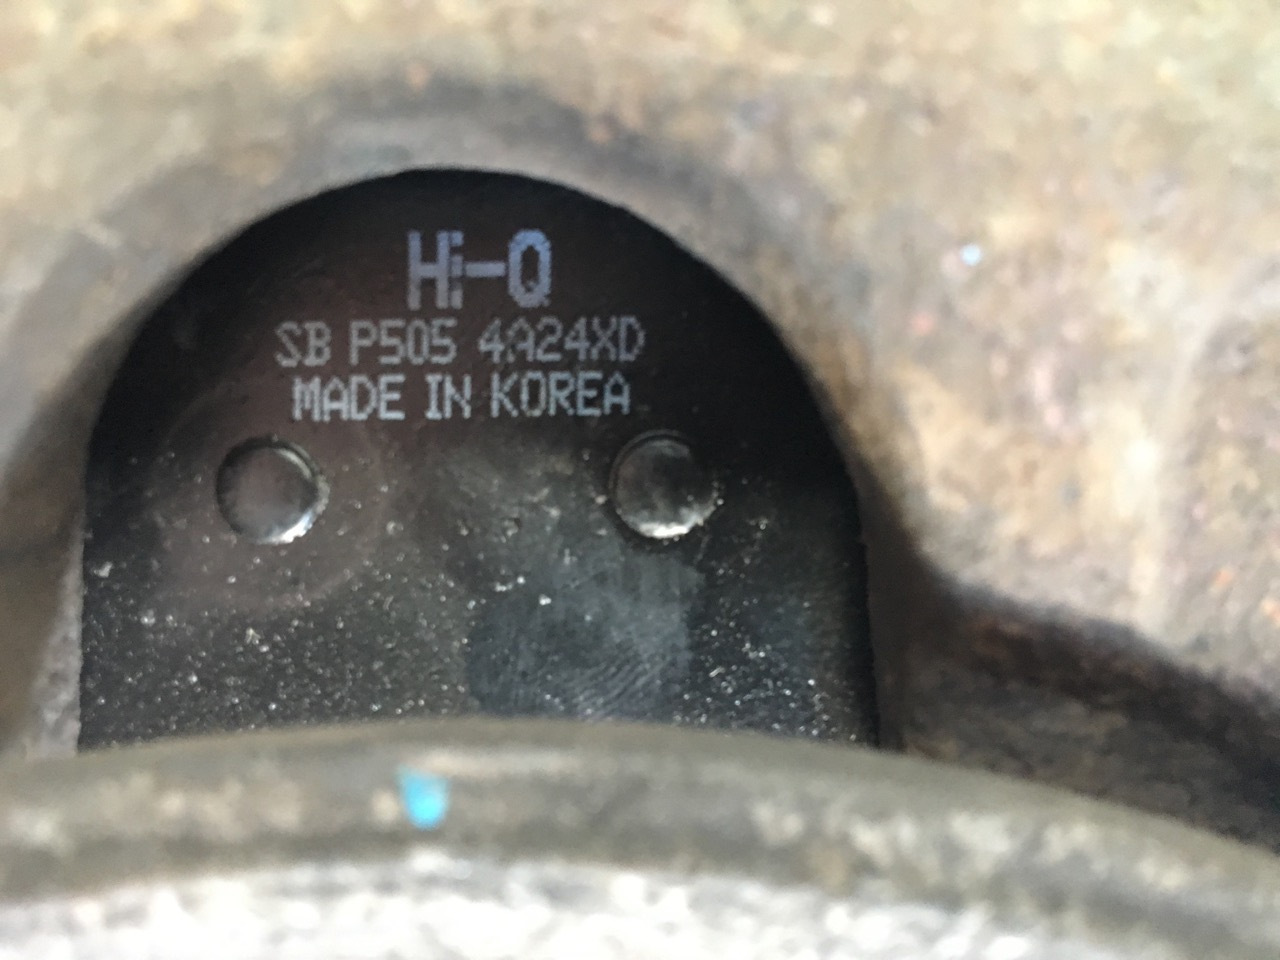 Hi-Q
SB P505 4A24XD
MADE IN KOREA